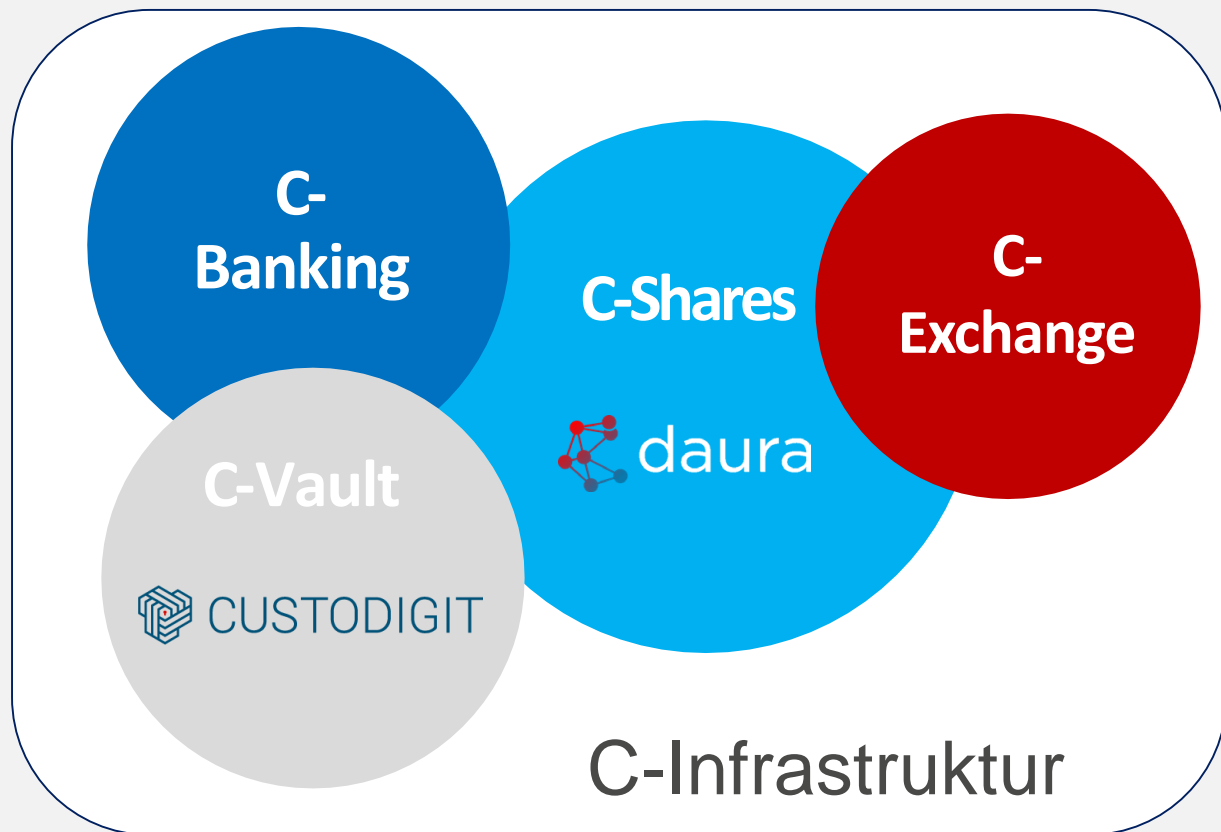 C-
Banking
C-Shares
daura
C-
Exchange
C-Vault
CUSTODIGIT
C-Infrastruktur